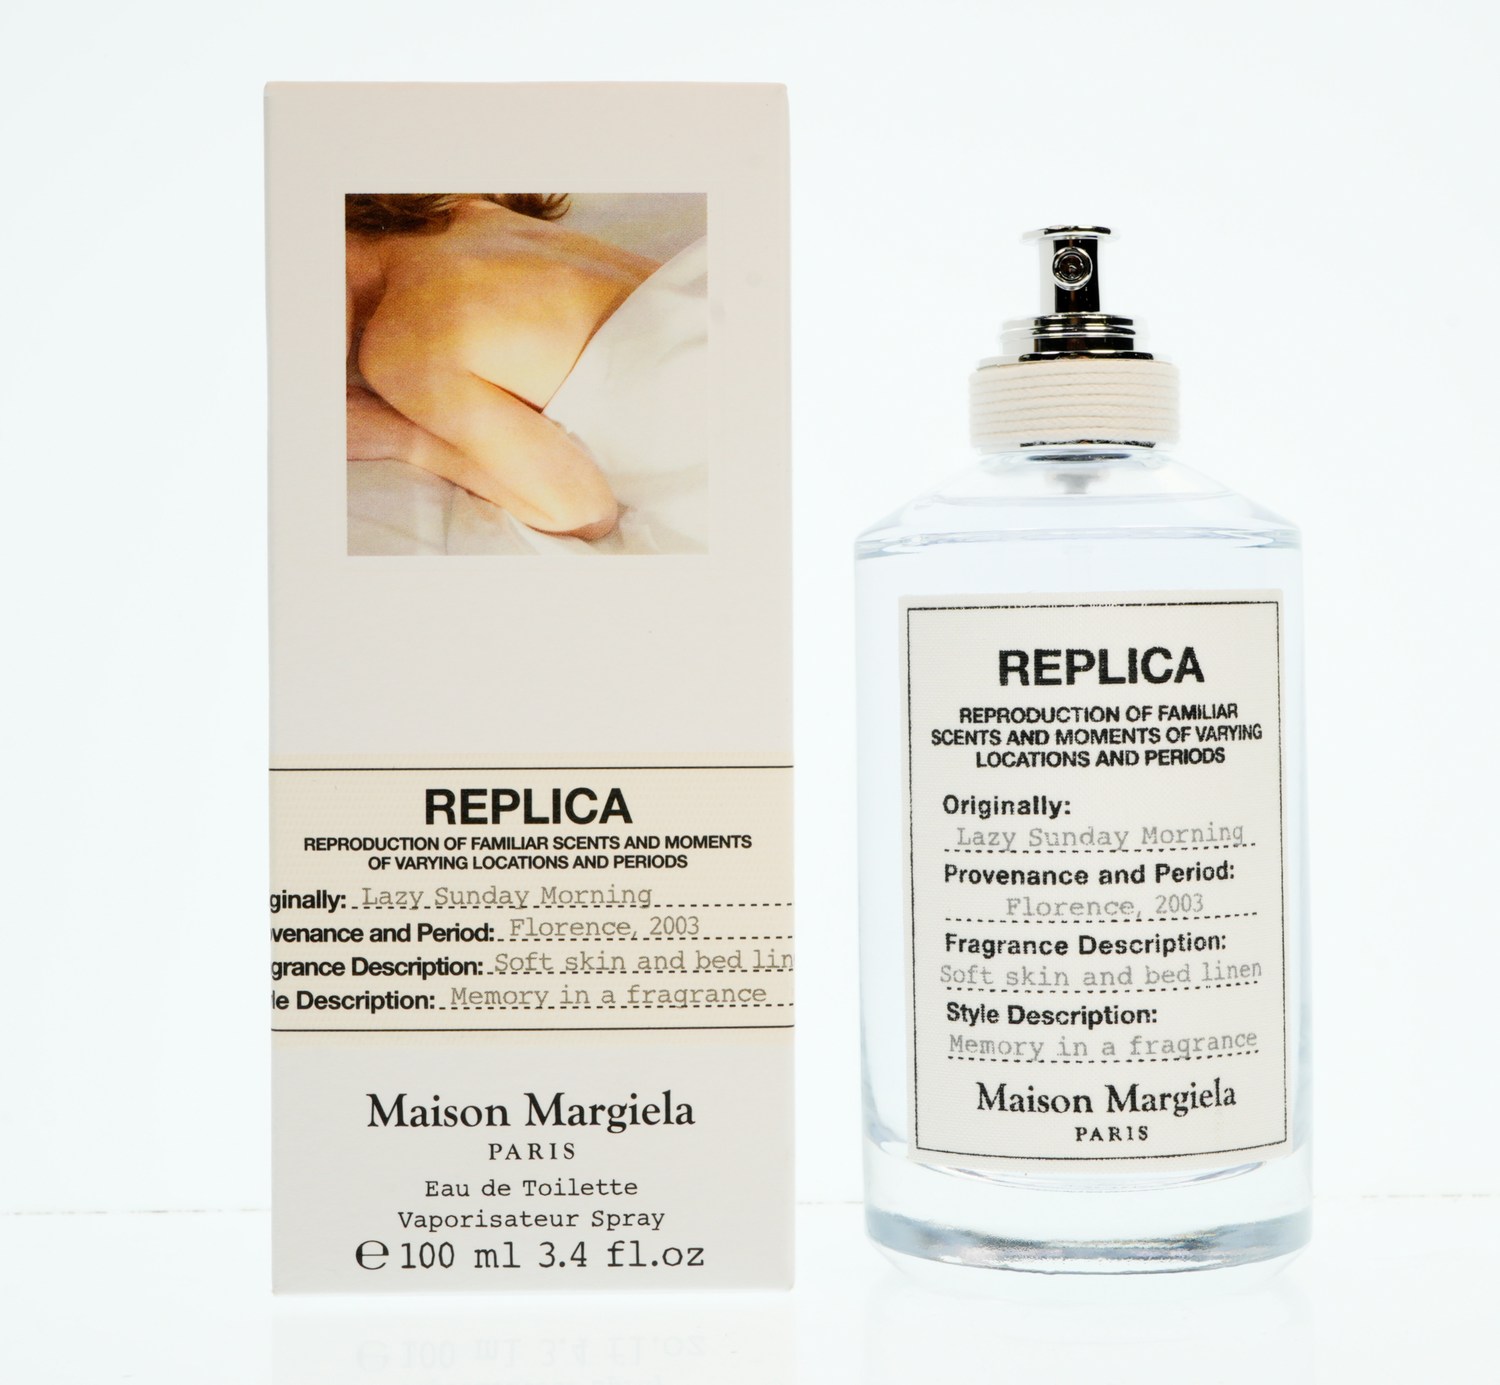 REPLICA
REPRODUCTION OF FAMILIAR SCENTS AND MOMENTS
OF VARYING LOCATIONS AND PERIODS
ginally: Lazy Sunday Morning
venance and Period: Florence, 2003
grance Description: Soft skin and bed lin
le Description: Memory in a fragrance
Maison Margiela
PARIS
Eau de Toilette
Vaporisateur Spray
℮ 100 ml 3.4 fl.oz
REPLICA
REPRODUCTION OF FAMILIAR
SCENTS AND MOMENTS OF VARYING
LOCATIONS AND PERIODS
Originally:
Lazy Sunday Morning
Provenance and Period:
Florence, 2003
Fragrance Description:
Soft skin and bed linen
Style Description:
Memory in a fragrance
Maison Margiela
PARIS